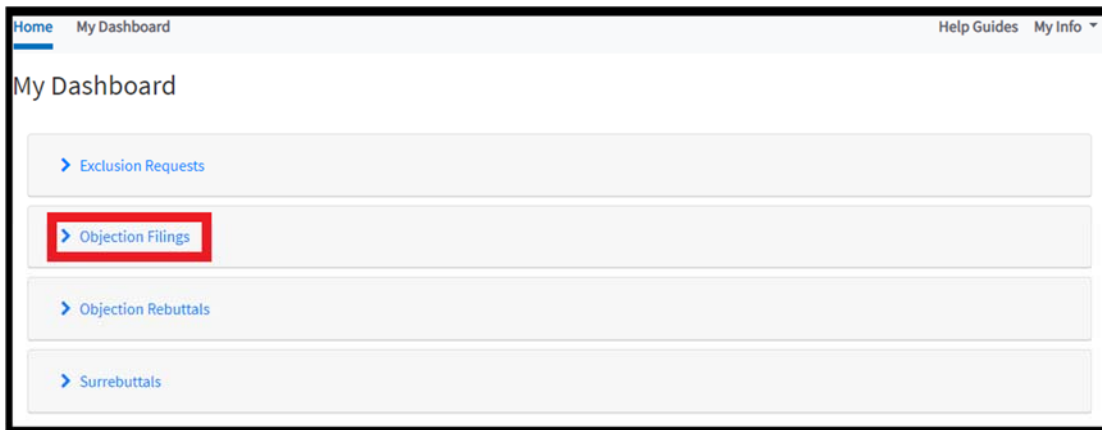 Home My Dashboard Help Guides My Info
My Dashboard
Exclusion Requests
Objection Filings
Objection Rebuttals
Surrebuttals